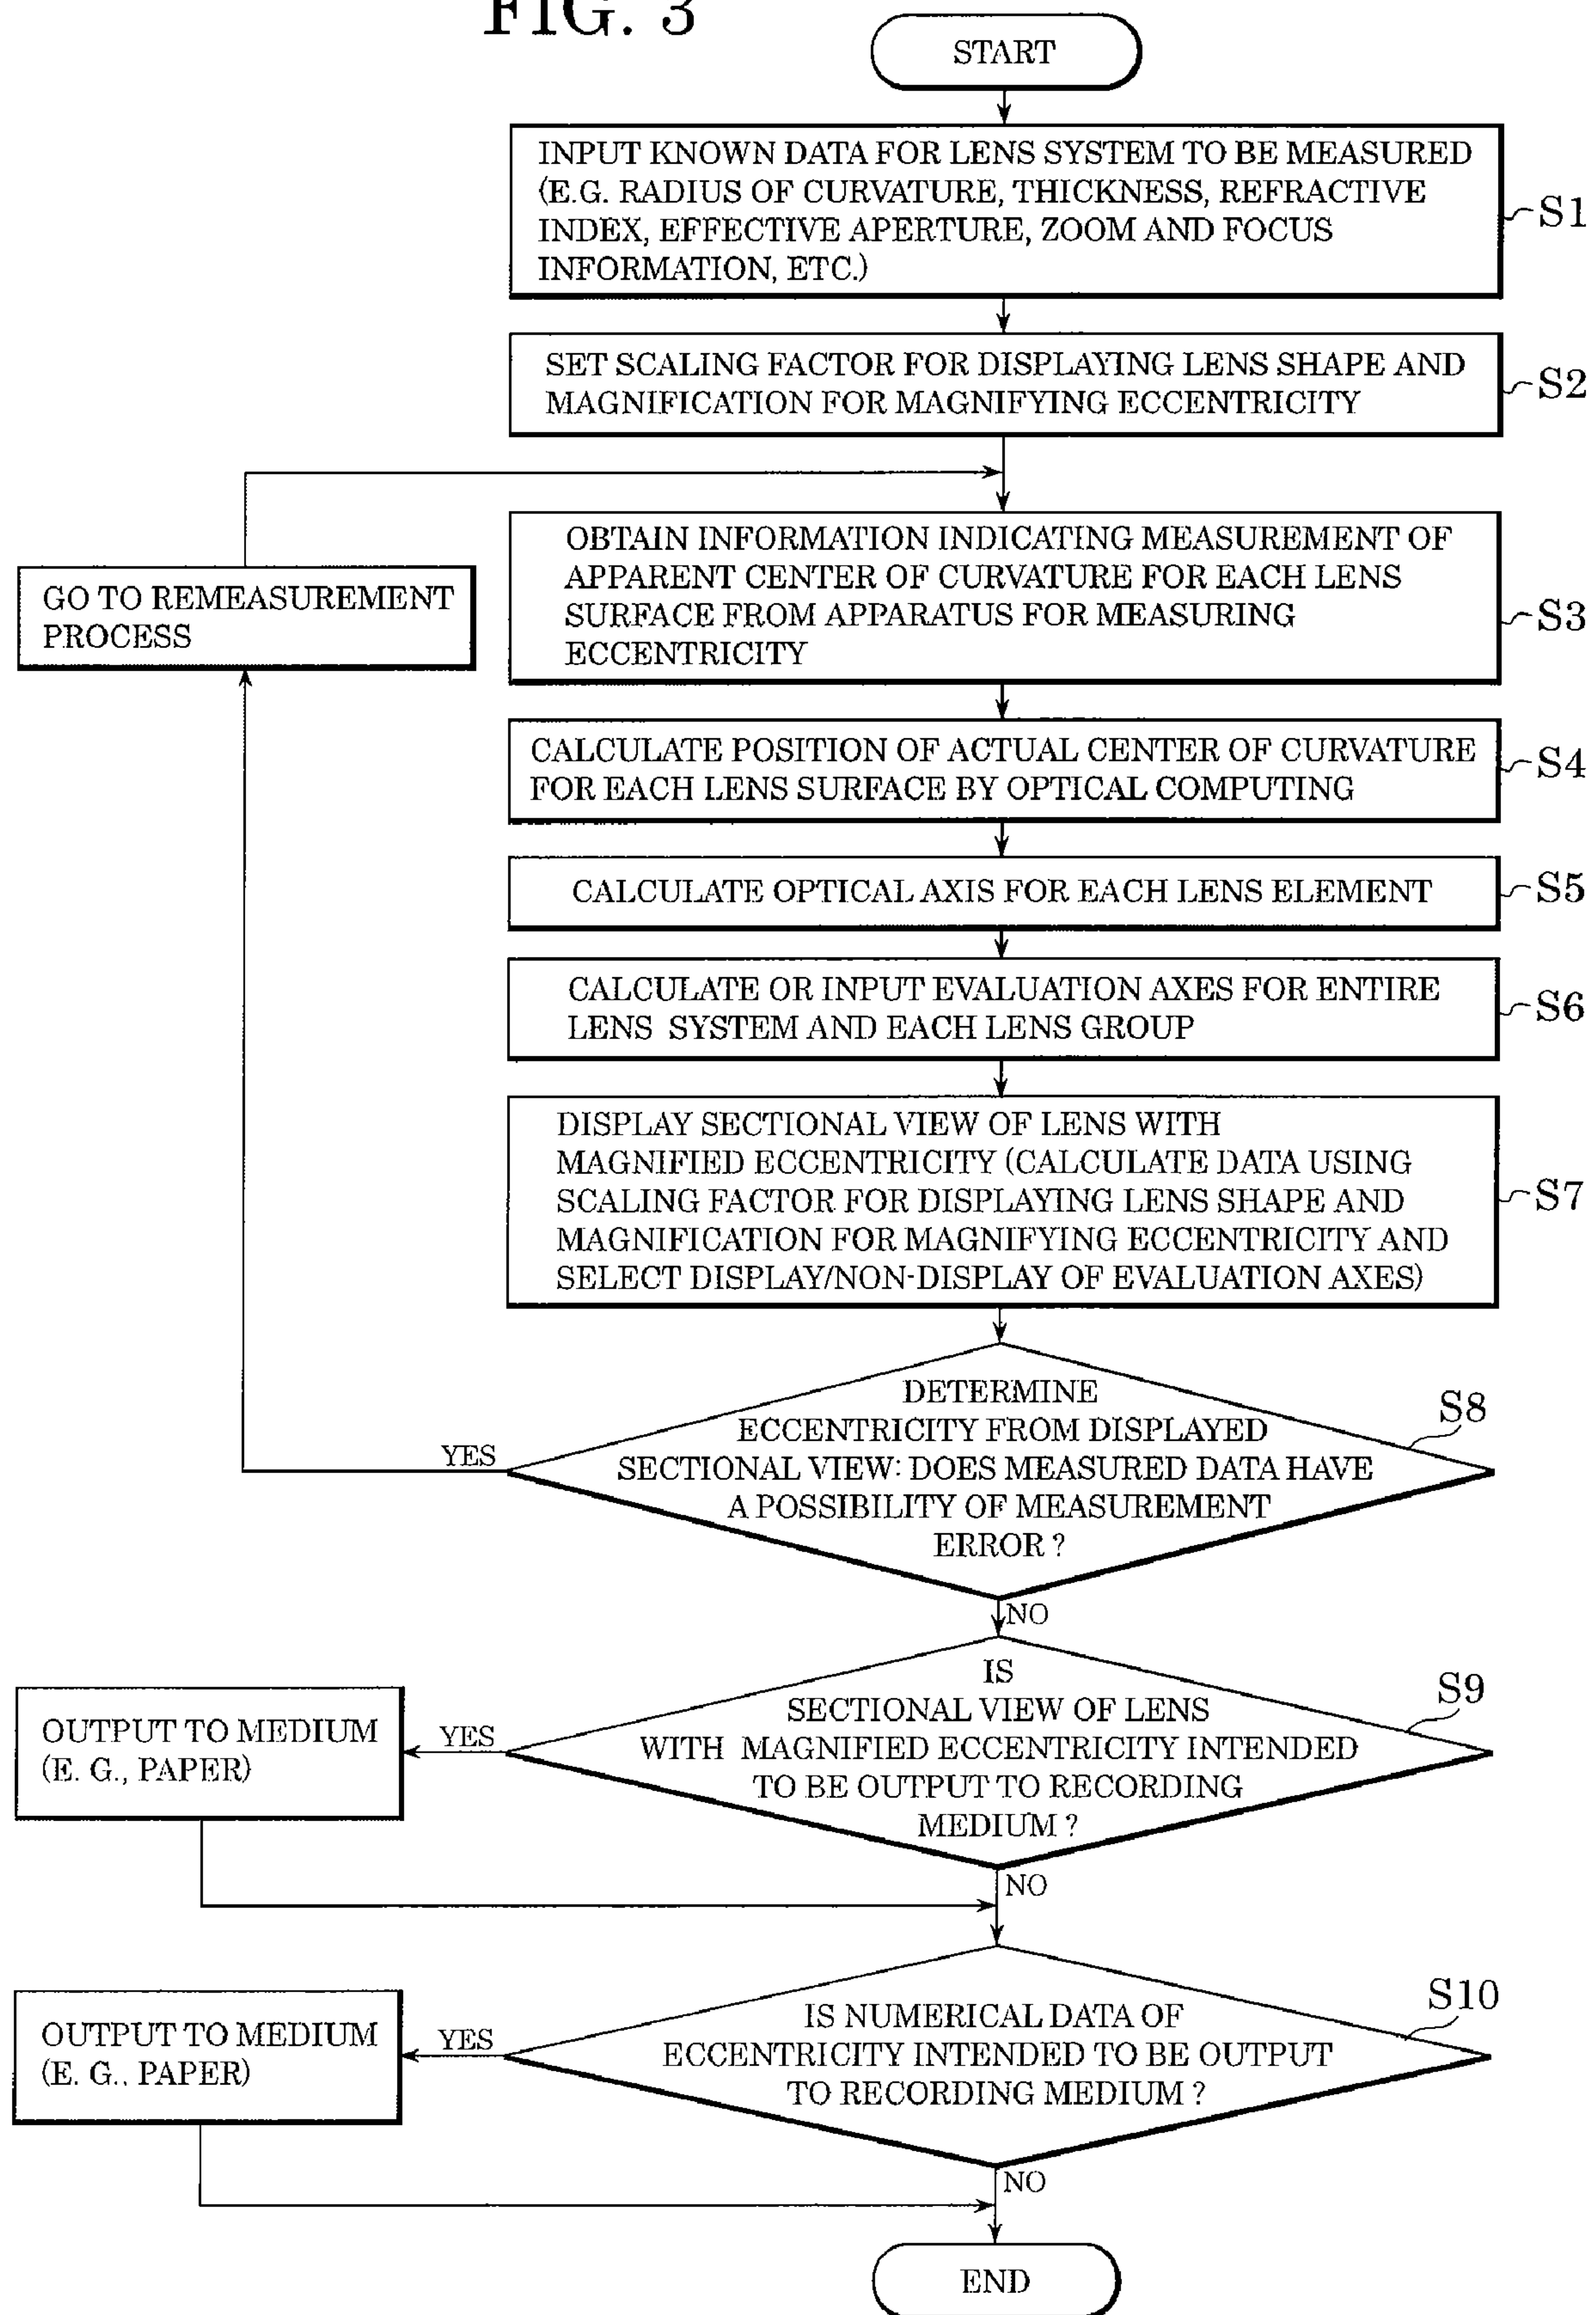 FIG. 3
START
INPUT KNOWN DATA FOR LENS SYSTEM TO BE MEASURED
(E.G. RADIUS OF CURVATURE, THICKNESS, REFRACTIVE
INDEX, EFFECTIVE APERTURE, ZOOM AND FOCUS
INFORMATION, ETC.)
S1
SET SCALING FACTOR FOR DISPLAYING LENS SHAPE AND
MAGNIFICATION FOR MAGNIFYING ECCENTRICITY
S2
OBTAIN INFORMATION INDICATING MEASUREMENT OF
APPARENT CENTER OF CURVATURE FOR EACH LENS
SURFACE FROM APPARATUS FOR MEASURING
ECCENTRICITY
S3
GO TO REMEASUREMENT
PROCESS
CALCULATE POSITION OF ACTUAL CENTER OF CURVATURE
FOR EACH LENS SURFACE BY OPTICAL COMPUTING
S4
CALCULATE OPTICAL AXIS FOR EACH LENS ELEMENT
S5
CALCULATE OR INPUT EVALUATION AXES FOR ENTIRE
LENS SYSTEM AND EACH LENS GROUP
S6
DISPLAY SECTIONAL VIEW OF LENS WITH
MAGNIFIED ECCENTRICITY (CALCULATE DATA USING
SCALING FACTOR FOR DISPLAYING LENS SHAPE AND
MAGNIFICATION FOR MAGNIFYING ECCENTRICITY AND
SELECT DISPLAY/NON-DISPLAY OF EVALUATION AXES)
S7
DETERMINE
ECCENTRICITY FROM DISPLAYED
SECTIONAL VIEW: DOES MEASURED DATA HAVE
A POSSIBILITY OF MEASUREMENT
ERROR ?
S8
YES
NO
IS
SECTIONAL VIEW OF LENS
WITH MAGNIFIED ECCENTRICITY INTENDED
TO BE OUTPUT TO RECORDING
MEDIUM ?
S9
YES
OUTPUT TO MEDIUM
(E. G., PAPER)
NO
IS NUMERICAL DATA OF
ECCENTRICITY INTENDED TO BE OUTPUT
TO RECORDING MEDIUM ?
S10
YES
OUTPUT TO MEDIUM
(E. G., PAPER)
NO
END